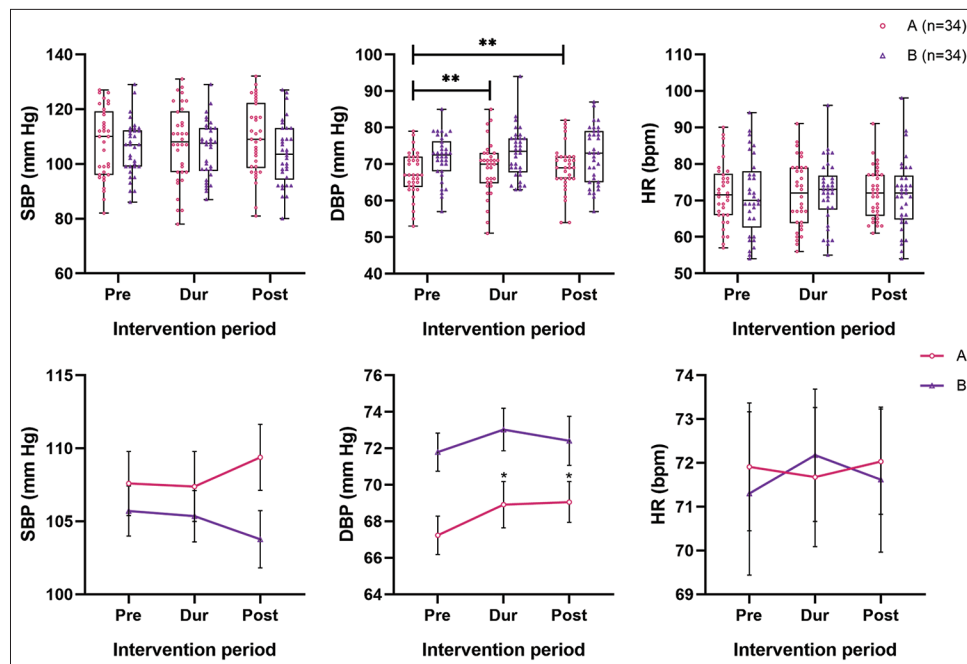 A (n=34)
B (n=34)
140
120
100
80
60
SBP (mm Hg)
Pre Dur Post
Intervention period
**
**
100
90
80
70
60
50
40
DBP (mm Hg)
Pre Dur Post
Intervention period
110
100
90
80
70
60
50
HR (bpm)
Pre Dur Post
Intervention period
A
B
115
110
105
100
SBP (mm Hg)
Pre Dur Post
Intervention period
76
74
72
70
68
66
64
DBP (mm Hg)
* *
Pre Dur Post
Intervention period
74
73
72
71
70
69
HR (bpm)
Pre Dur Post
Intervention period